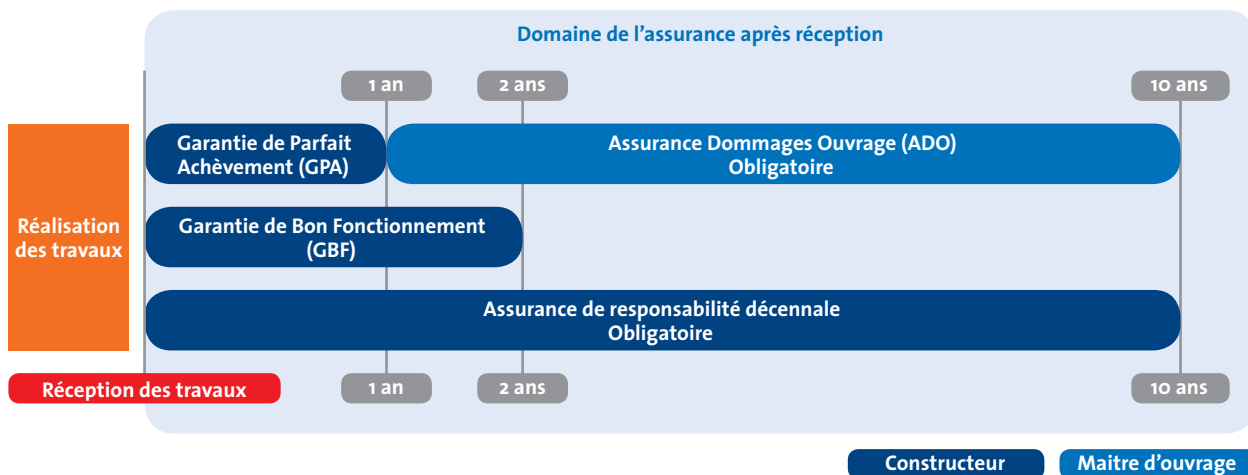 Domaine de l'assurance après réception
1 an
2 ans
10 ans
Garantie de Parfait
Achèvement (GPA)
Assurance Dommages Ouvrage (ADO)
Obligatoire
Réalisation
des travaux
Garantie de Bon Fonctionnement
(GBF)
Assurance de responsabilité décennale
Obligatoire
Réception des travaux
1 an
2 ans
10 ans
Constructeur
Maitre d'ouvrage